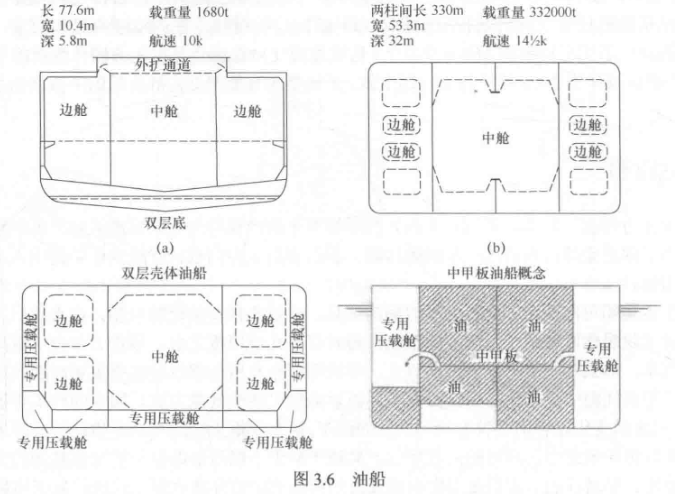 长 77.6m 载重量 1680t
宽 10.4m
深 5.8m 航速
外扩通道
边舱 中舱 边舱
双层底
(a)
两柱间长 330m 载重量 332000t
宽 53.3m
深 32m 航速 14½k
中舱
边舱 边舱
边舱 边舱
(b)
双层壳体油船
专用压载舱 边舱 中舱 边舱 专用压载舱
边舱 边舱
专用压载舱
专用压载舱 专用压载舱
中甲板油船概念
油 油
专用压载舱 中甲板 专用压载舱
油 油
图 3.6 油船